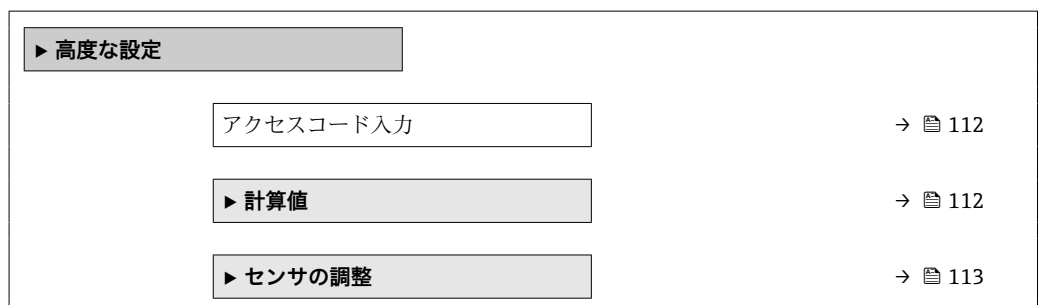 ▶ 高度な設定
アクセスコード入力 → 🖹 112
▶ 計算値 → 🖹 112
▶ センサの調整 → 🖹 113